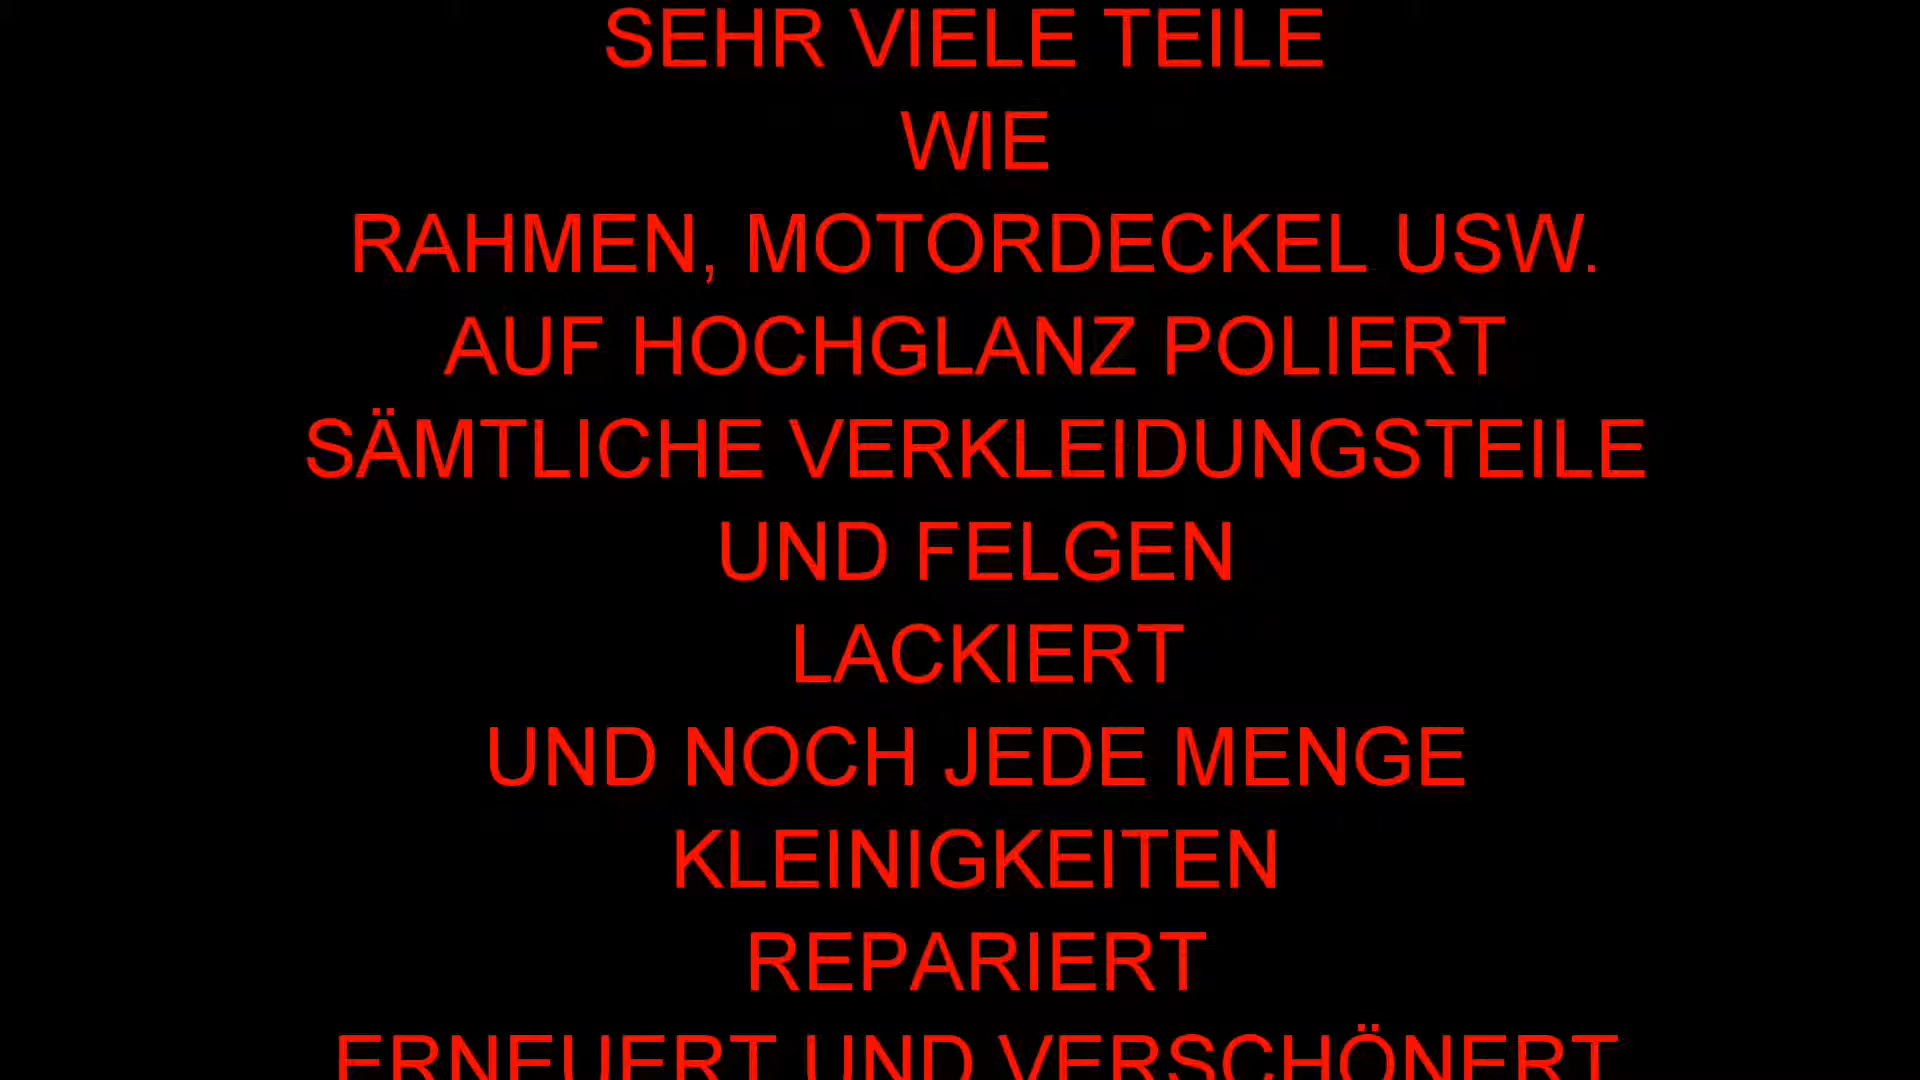 SEHR VIELE TEILE
WIE
RAHMEN, MOTORDECKEL USW.
AUF HOCHGLANZ POLIERT
SÄMTLICHE VERKLEIDUNGSTEILE
UND FELGEN
LACKIERT
UND NOCH JEDE MENGE
KLEINIGKEITEN
REPARIERT
ERNEUERT UND VERSCHÖNERT